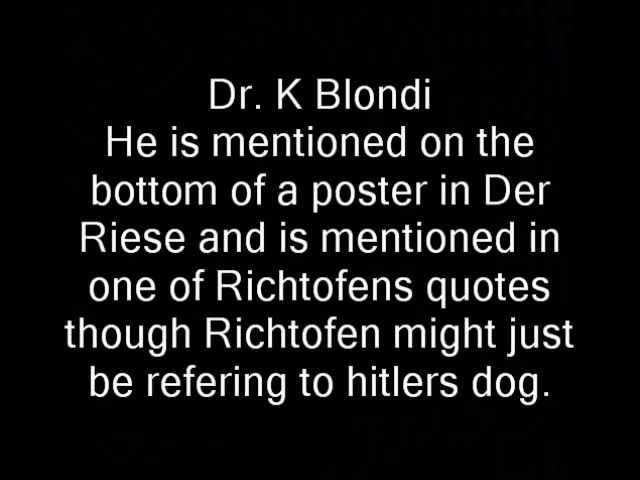 Dr. K Blondi
He is mentioned on the
bottom of a poster in Der
Riese and is mentioned in
one of Richtofens quotes
though Richtofen might just
be refering to hitlers dog.